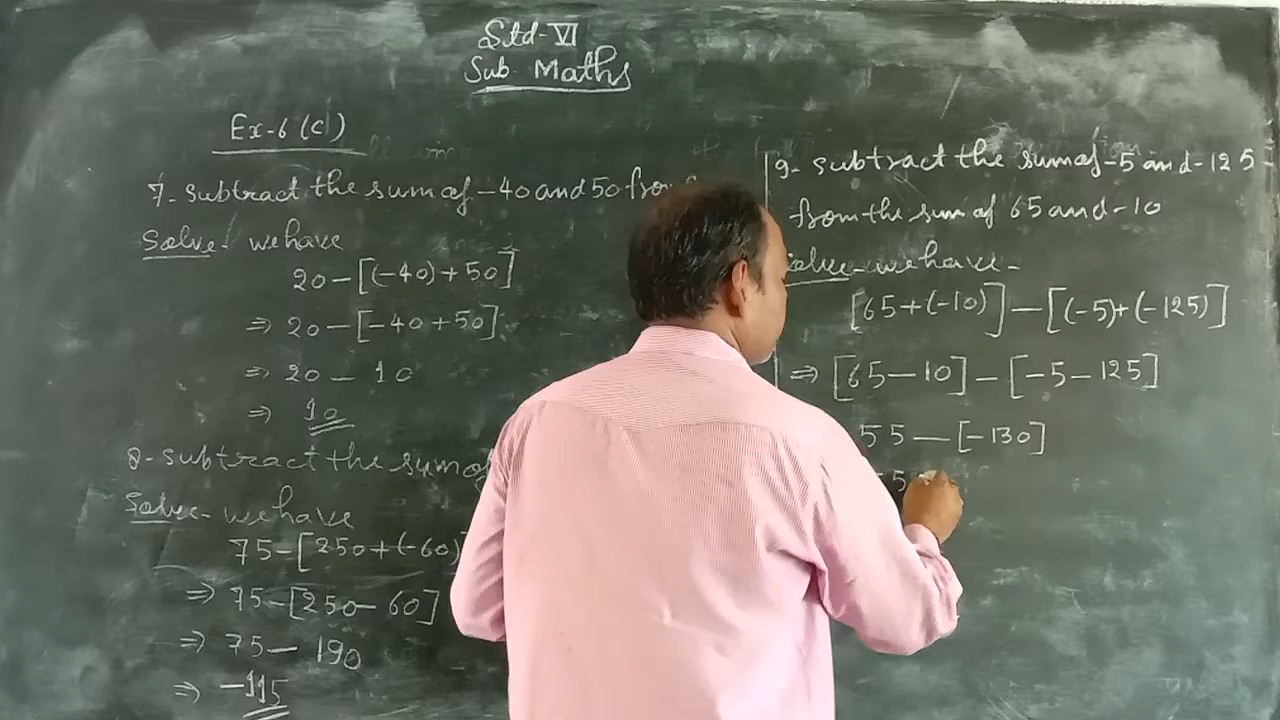 Std-VI
Sub Maths
Ex-6(c)
7- Subtract the sum of -40 and 50 from
Solve- we have
20-[(-40)+50]
⇒ 20-[-40+50]
⇒ 20-10
⇒ 10
8- Subtract the sum of
Solve- we have
75-[250+(-60)
⇒ 75-[250-60]
⇒ 75-190
⇒ -115
9- Subtract the sum of -5 and -125
from the sum of 65 and -10
Solve- we have-
[65+(-10)]-[(-5)+(-125)]
⇒ [65-10]-[-5-125]
55-[-130]